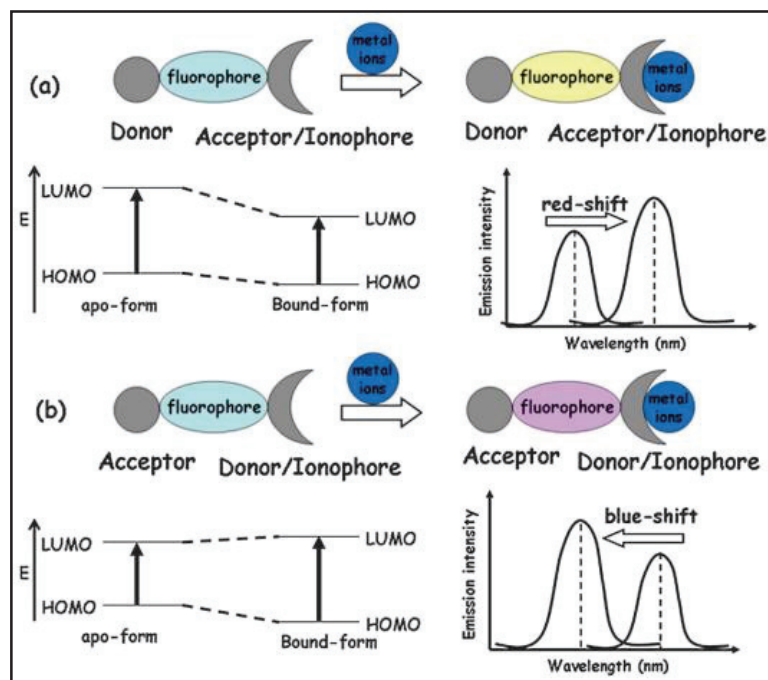 metal
ions
fluorophore
fluorophore
metal
ions
(a)
Donor
Acceptor/Ionophore
Donor
Acceptor/Ionophore
LUMO
LUMO
E
HOMO
HOMO
apo-form
Bound-form
red-shift
Emission intensity
Wavelength (nm)
metal
ions
fluorophore
fluorophore
metal
ions
(b)
Acceptor
Donor/Ionophore
Acceptor
Donor/Ionophore
LUMO
LUMO
E
HOMO
HOMO
apo-form
Bound-form
blue-shift
Emission intensity
Wavelength (nm)